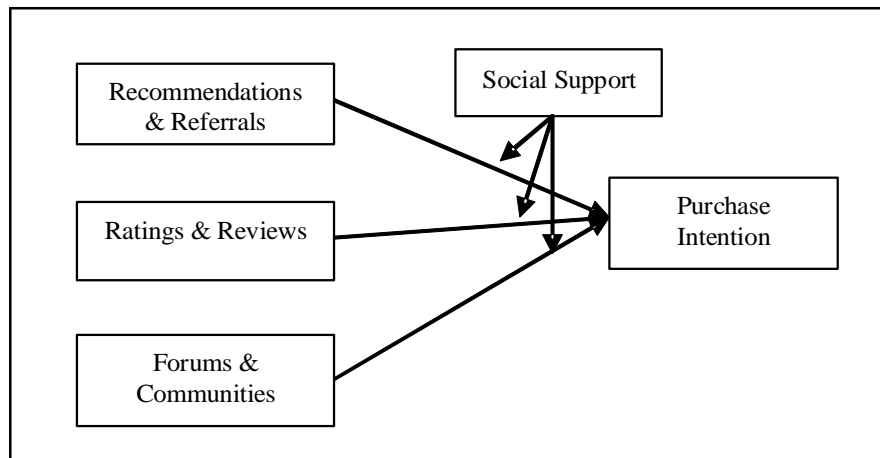 Recommendations
& Referrals
Social Support
Ratings & Reviews
Purchase
Intention
Forums &
Communities